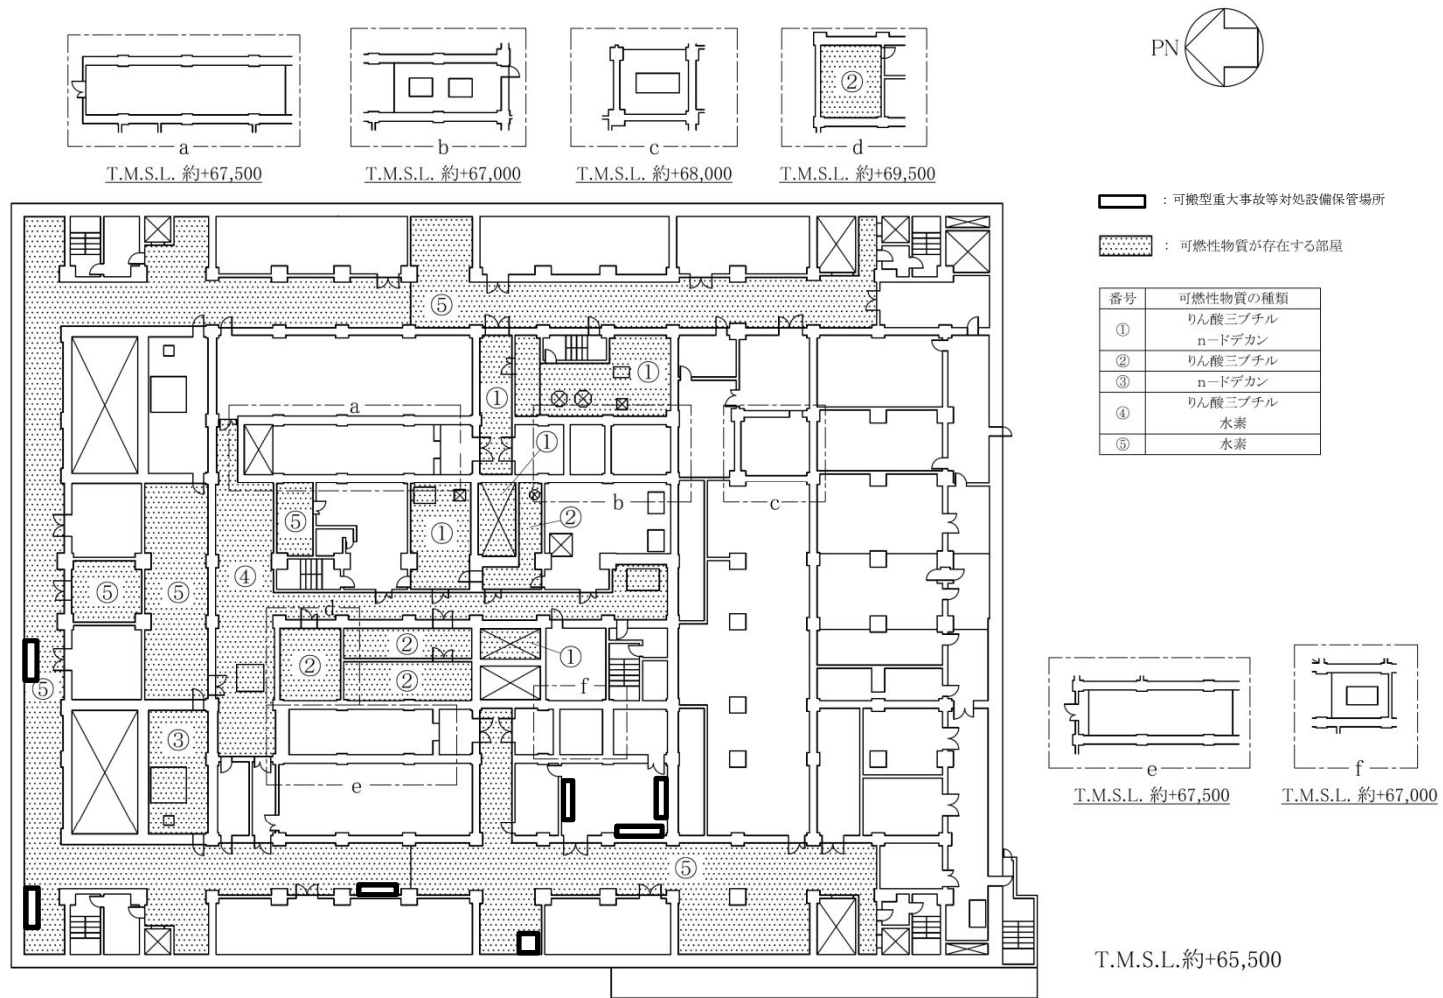 PN
②
a
b
c
d
T.M.S.L. 約+67,500
T.M.S.L. 約+67,000
T.M.S.L. 約+68,000
T.M.S.L. 約+69,500
：可搬型重大事故等対処設備保管場所
：可燃性物質が存在する部屋
番号 可燃性物質の種類
① りん酸三ブチル
n－ドデカン
② りん酸三ブチル
③ n－ドデカン
④ りん酸三ブチル
水素
⑤ 水素
⑤
①
①
a
①
b
c
⑤
①
②
④
⑤
⑤
d
②
②
②
①
⑤
f
③
e
⑤
e
f
T.M.S.L. 約+67,500
T.M.S.L. 約+67,000
T.M.S.L.約+65,500